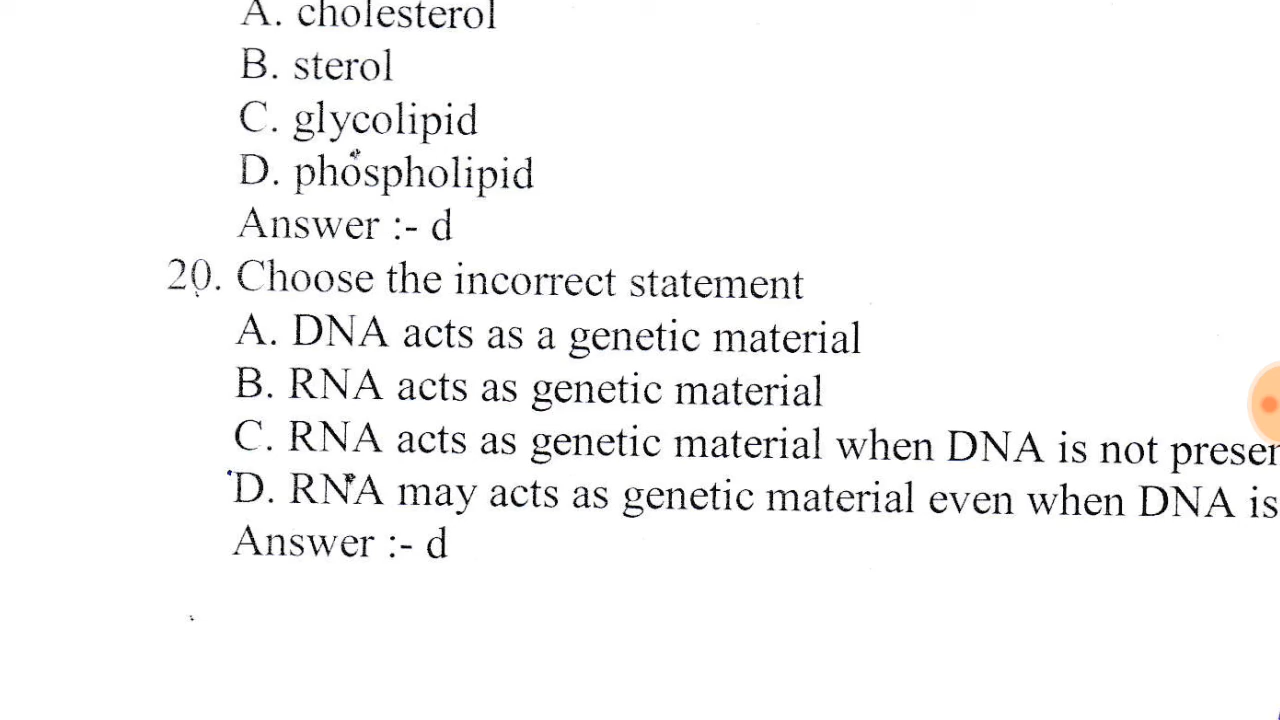 A. cholesterol
B. sterol
C. glycolipid
D. phospholipid
Answer :- d
20. Choose the incorrect statement
A. DNA acts as a genetic material
B. RNA acts as genetic material
C. RNA acts as genetic material when DNA is not
D. RNA may acts as genetic material even when DNA is
Answer :- d